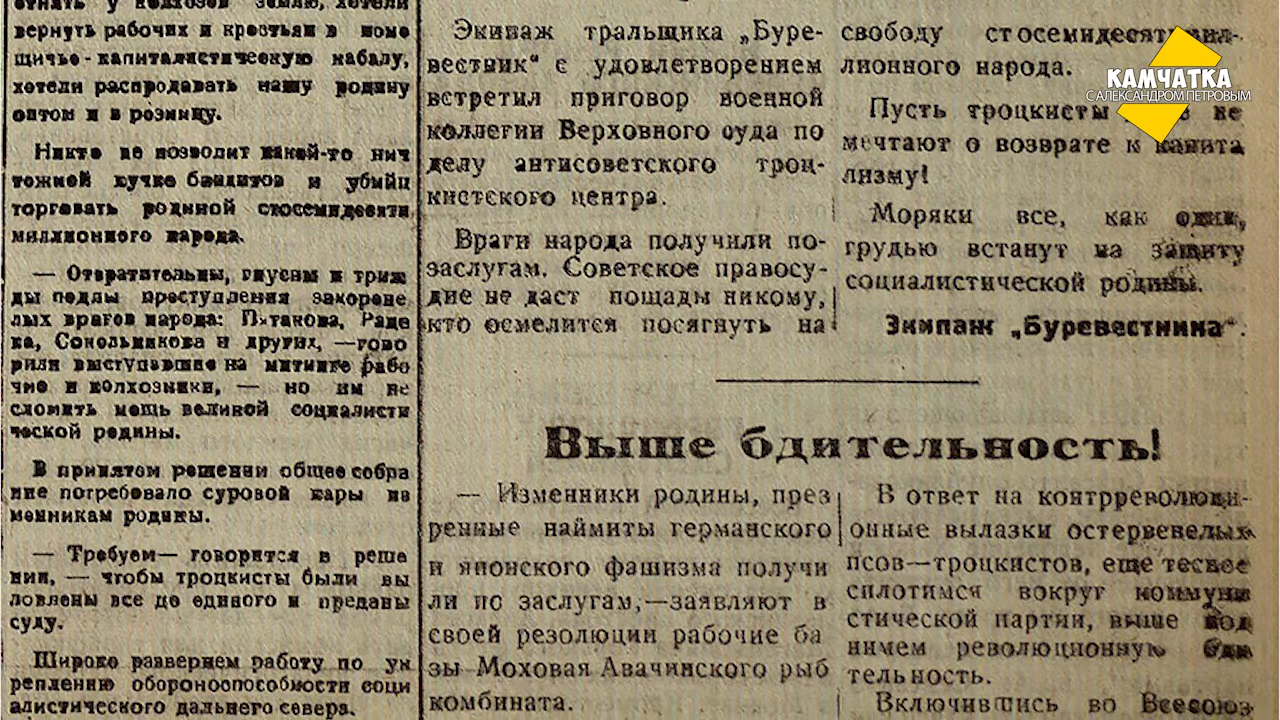 отнять у колхозов землю, хотели
вернуть рабочих и крестьян в поме
щичье-капиталистическую кабалу,
хотели распродавать нашу родину
оптом и в розницу.
Никто не позволит какой-то нич
тожной кучке бандитов и убийц
торговать родиной стосемидесяти
миллионного народа.
— Отвратительны, гнусны и триж
ды подлы преступления закорене
лых врагов народа: Пятакова, Раде
ка, Сокольникова и других, —гово
рили выступавшие на митинге рабо
чие и колхозники, — но им не
сломить мощь великой социалисти
ческой родины.
В принятом решении общее собра
ние потребовало суровой кары из
менникам родины.
— Требуем— говорится в реше
нии, — чтобы троцкисты были вы
ловлены все до единого и преданы
суду.
Широко развернем работу по ук
реплению обороноспособности соци
алистического дальнего севера.
Экипаж тральщика „Буре-
вестник“ с удовлетворением
встретил приговор военной
коллегии Верховного суда по
делу антисоветского троц-
кистского центра.
Враги народа получили по-
заслугам. Советское правосу-
дие не даст пощады никому,
кто осмелится посягнуть на
свободу стосемидесятимил-
лионного народа.
Пусть троцкисты не
мечтают о возврате к капита
лизму!
Моряки все, как один,
грудью встанут на защиту
социалистической родины.
Экипаж „Буревестника“.
Выше бдительность!
— Изменники родины, през
ренные наймиты германского
и японского фашизма получи
ли по заслугам,—заявляют в
своей резолюции рабочие ба
зы Моховая Авачинского рыб
комбината.
В ответ на контрреволюци-
онные вылазки остервенелых
псов—троцкистов, еще теснее
сплотимся вокруг коммуни
стической партии, выше под
нимем революционную бди
тельность.
Включившись во Всесоюз
КАМЧАТКА
С АЛЕКСАНДРОМ ПЕТРОВЫМ